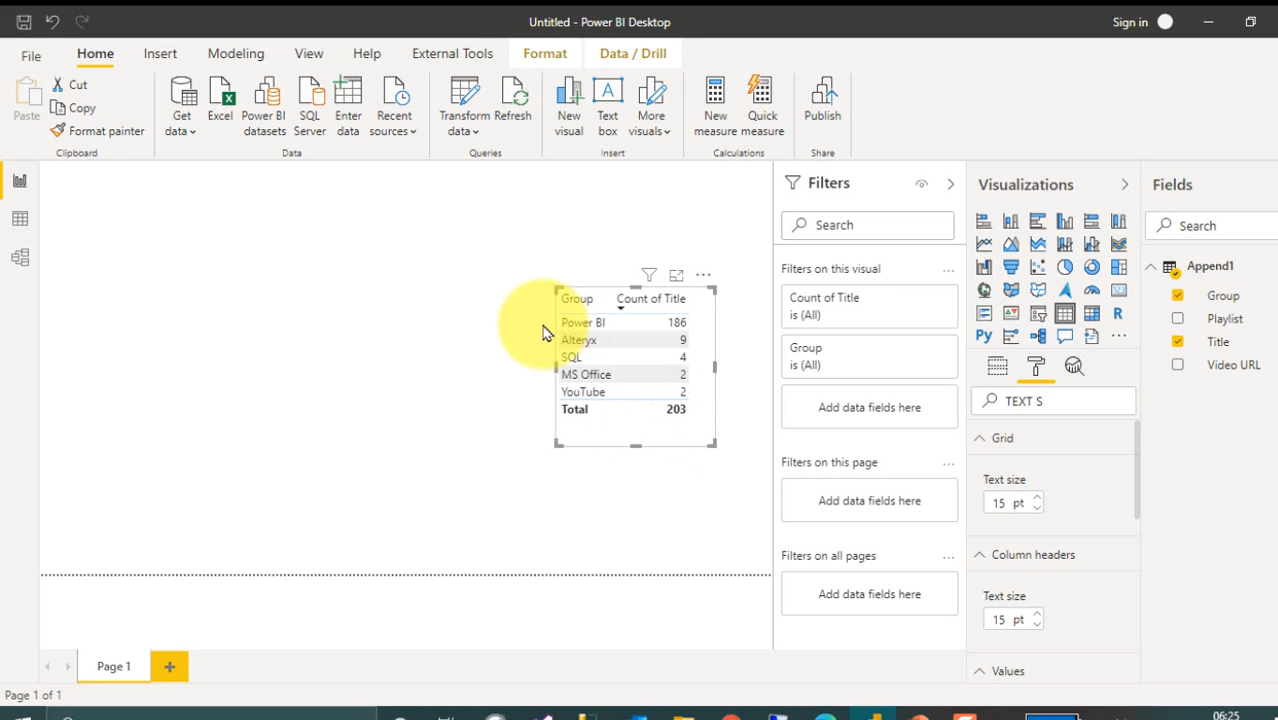 Untitled - Power BI Desktop
Sign in
File
Home
Insert
Modeling
View
Help
External Tools
Format
Data / Drill
Paste
Cut
Copy
Format painter
Clipboard
Get data
Excel
Power BI datasets
SQL Server
Enter data
Recent sources
Data
Transform data
Refresh
Queries
New visual
Text box
A
More visuals
Insert
New measure
Quick measure
Calculations
Publish
Share
Group Count of Title
Power BI 186
Alteryx 9
SQL 4
MS Office 2
YouTube 2
Total 203
Filters
Search
Filters on this visual
Count of Title
is (All)
Group
is (All)
Add data fields here
Filters on this page
Add data fields here
Filters on all pages
Add data fields here
Visualizations
123
R
Py
TEXT S
Grid
Text size
15 pt
Column headers
Text size
15 pt
Values
Fields
Search
Append1
Group
Playlist
Title
Video URL
Page 1
Page 1 of 1
06:25